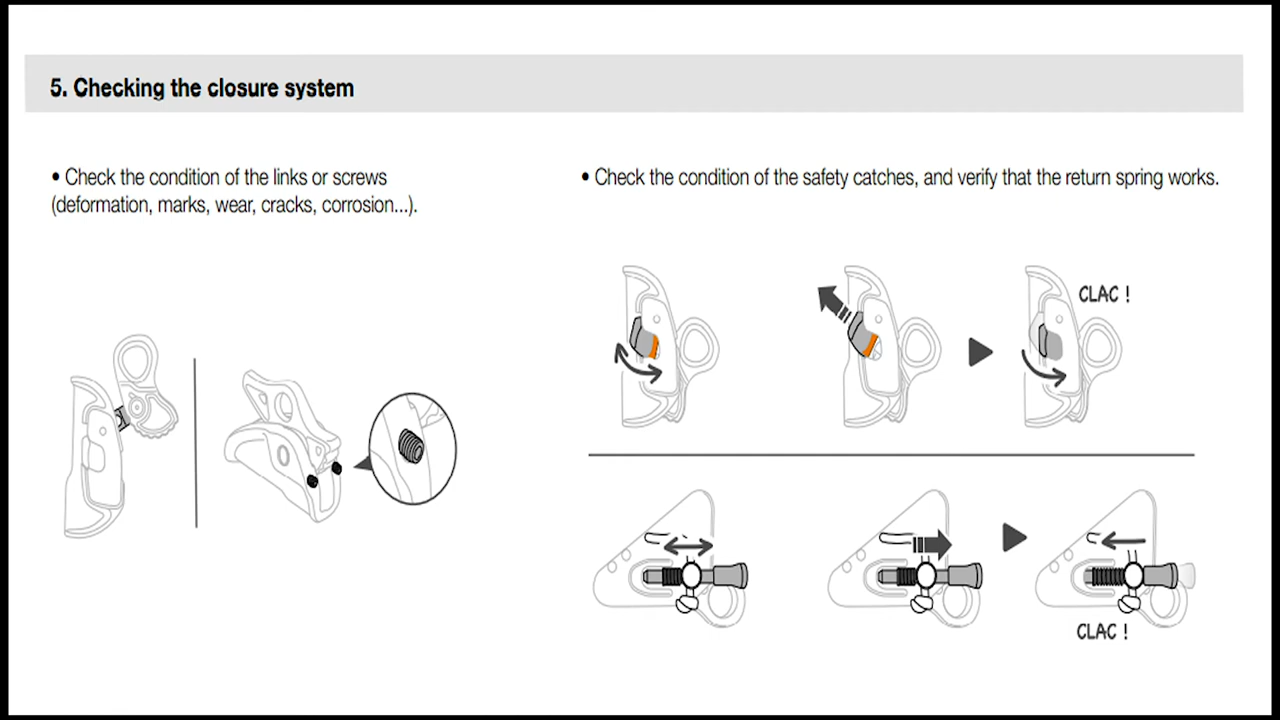 5. Checking the closure system
• Check the condition of the links or screws
(deformation, marks, wear, cracks, corrosion...).
• Check the condition of the safety catches, and verify that the return spring works.
CLAC !
CLAC !